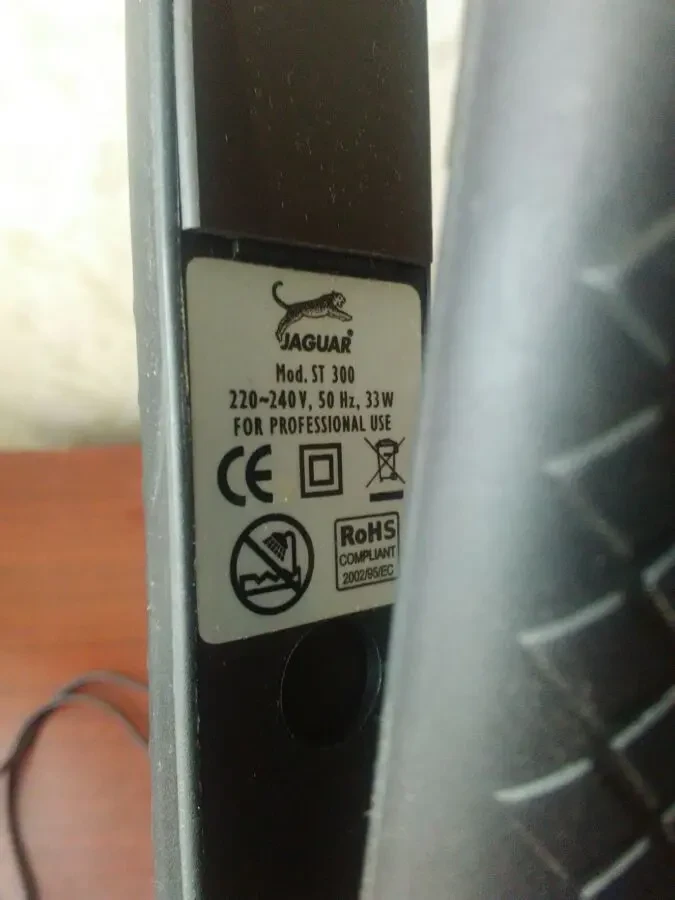 JAGUAR®
Mod. ST 300
220~240V, 50 Hz, 33W
FOR PROFESSIONAL USE
CE
RoHS
COMPLIANT
2002/95/EC